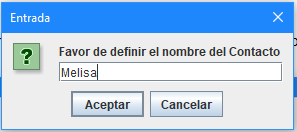 Entrada
Favor de definir el nombre del Contacto
Melisa
Aceptar
Cancelar